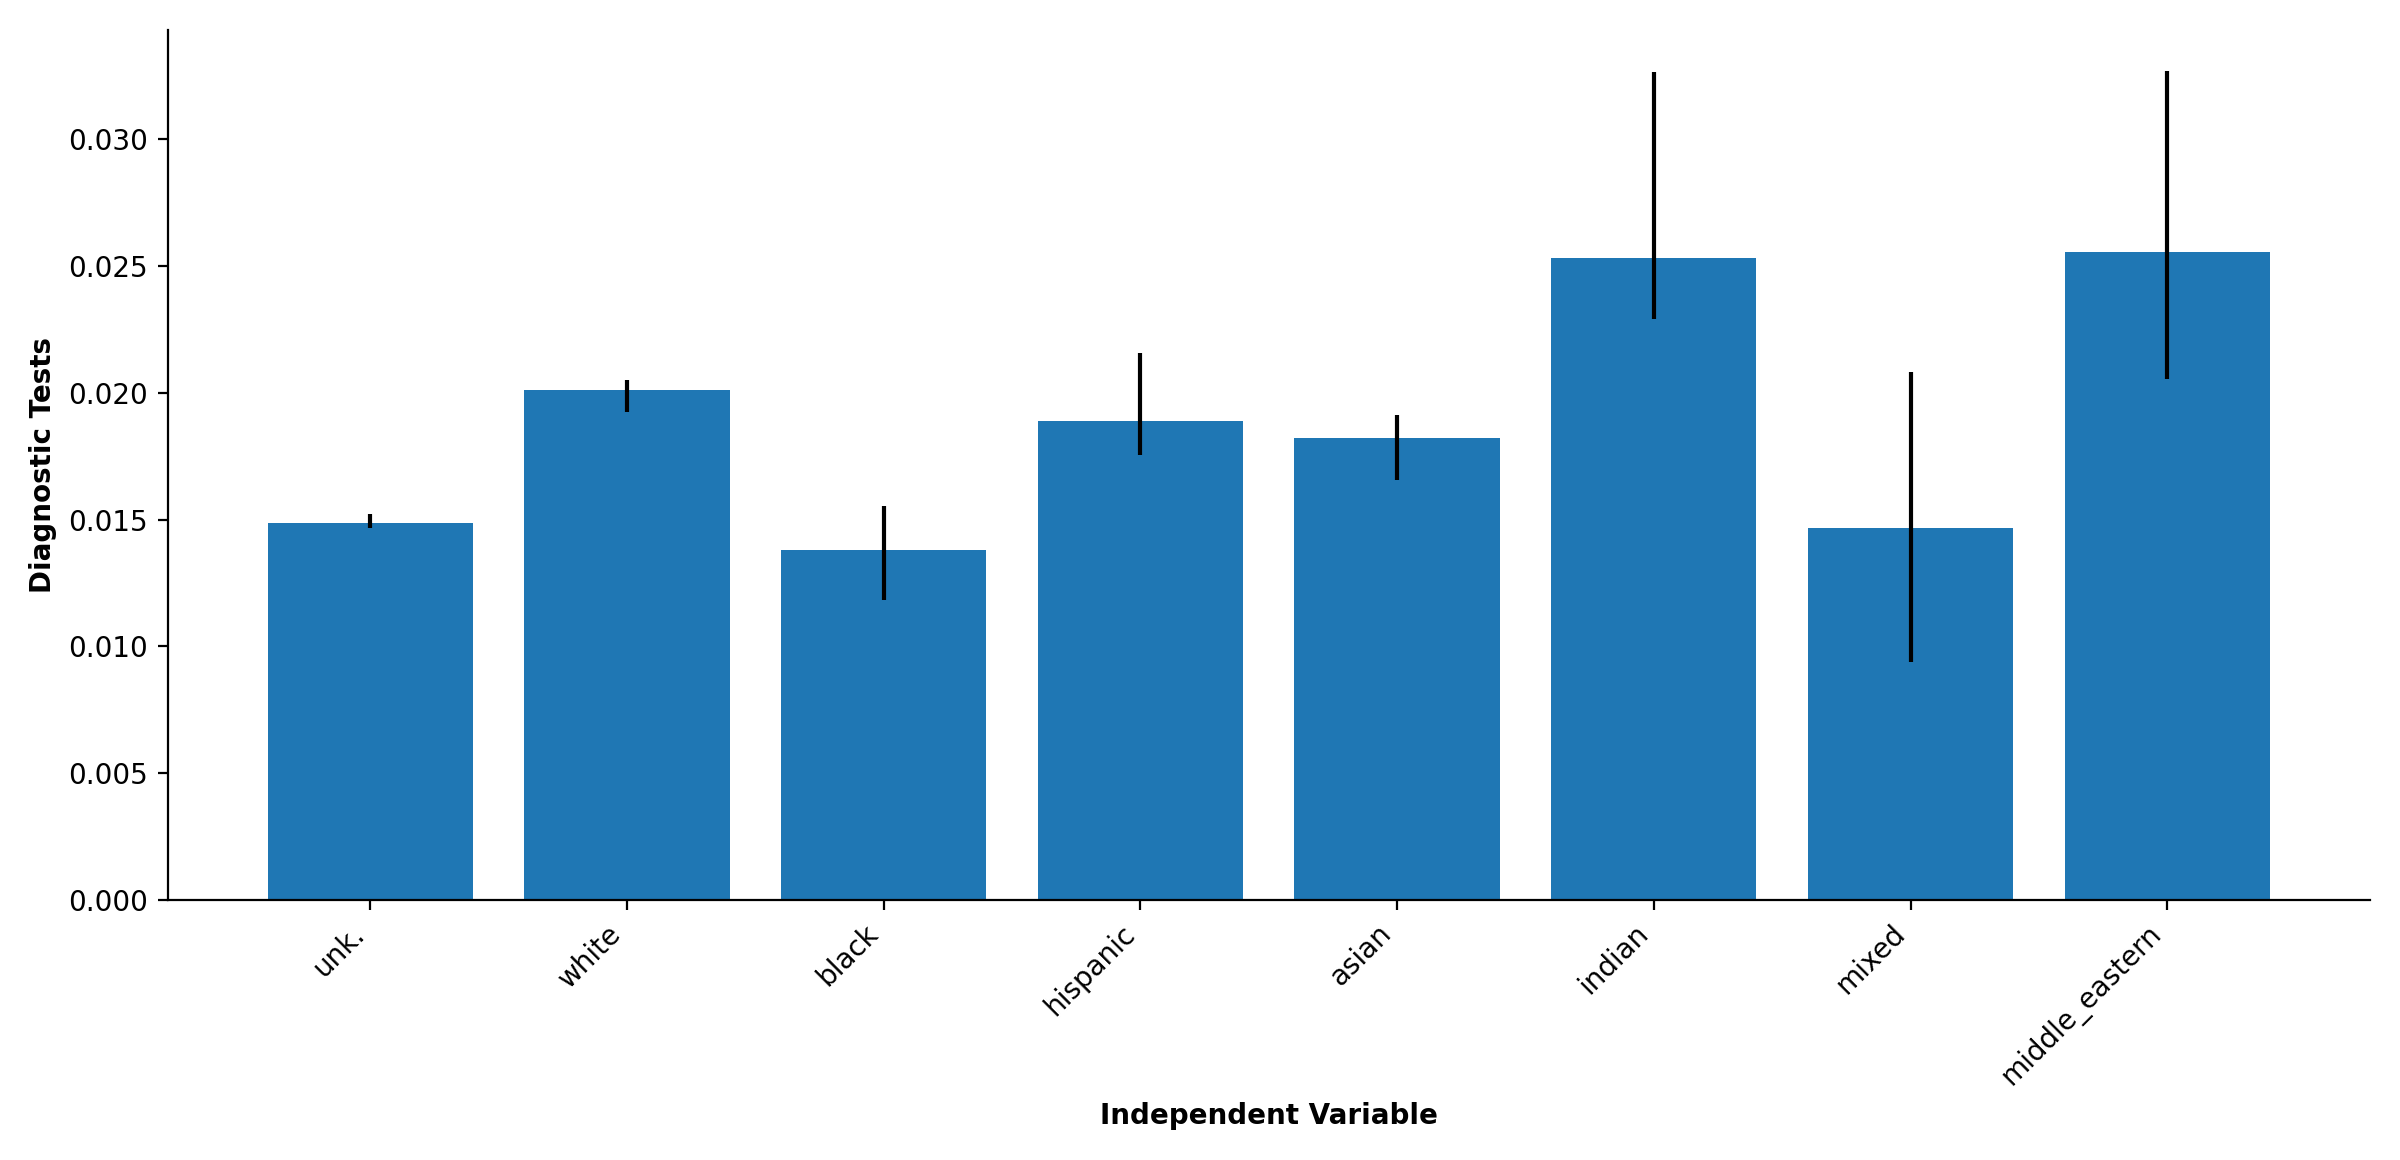 Diagnostic Tests
0.030
0.025
0.020
0.015
0.010
0.005
0.000
unk.
white
black
hispanic
asian
indian
mixed
middle_eastern
Independent Variable